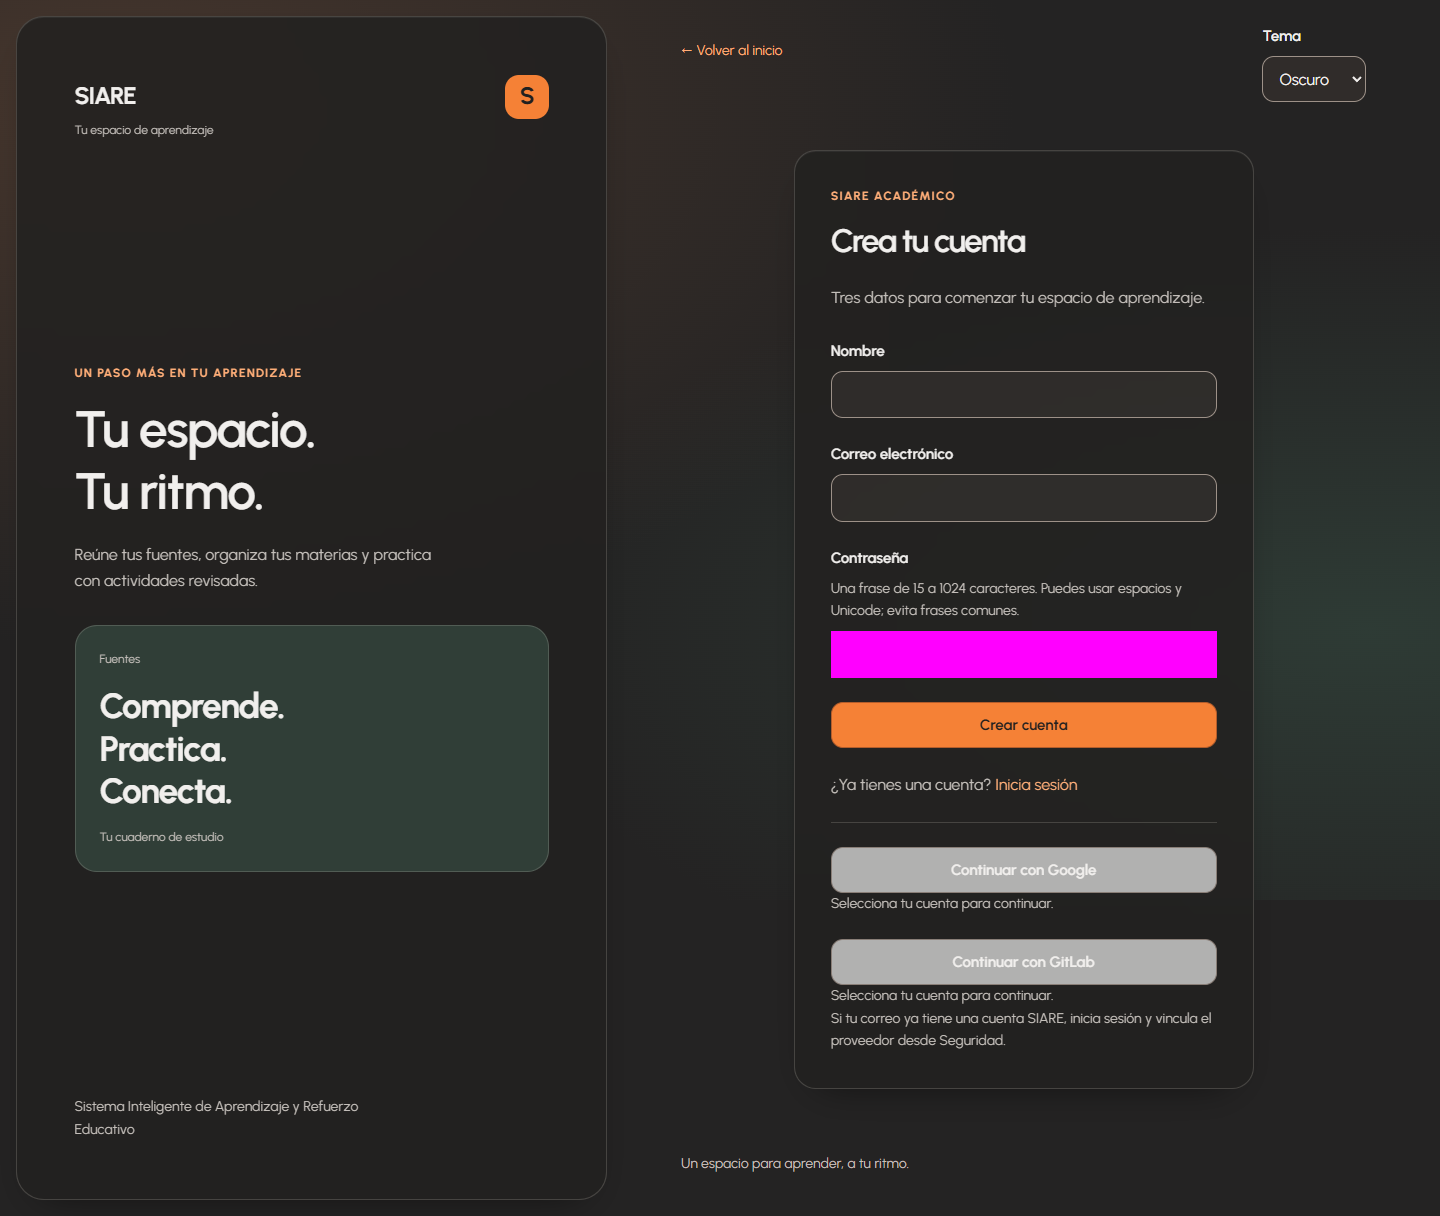 SIARE
S
Tu espacio de aprendizaje
UN PASO MÁS EN TU APRENDIZAJE
Tu espacio.
Tu ritmo.
Reúne tus fuentes, organiza tus materias y practica
con actividades revisadas.
Fuentes
Comprende.
Practica.
Conecta.
Tu cuaderno de estudio
Sistema Inteligente de Aprendizaje y Refuerzo
Educativo
← Volver al inicio
Tema
Oscuro
SIARE ACADÉMICO
Crea tu cuenta
Tres datos para comenzar tu espacio de aprendizaje.
Nombre
Correo electrónico
Contraseña
Una frase de 15 a 1024 caracteres. Puedes usar espacios y
Unicode; evita frases comunes.
Crear cuenta
¿Ya tienes una cuenta? Inicia sesión
Continuar con Google
Selecciona tu cuenta para continuar.
Continuar con GitLab
Selecciona tu cuenta para continuar.
Si tu correo ya tiene una cuenta SIARE, inicia sesión y vincula el
proveedor desde Seguridad.
Un espacio para aprender, a tu ritmo.